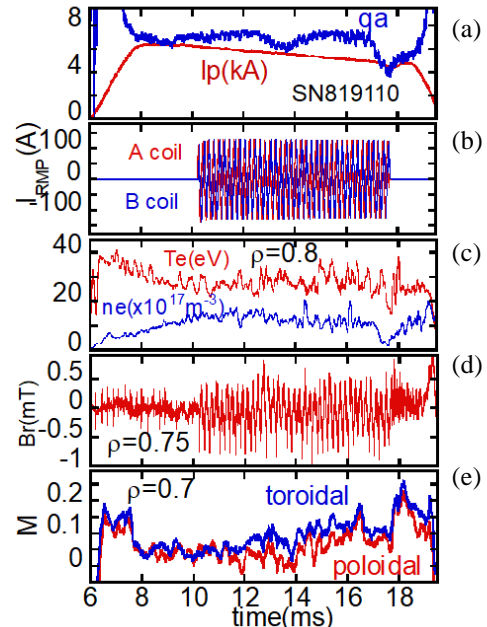 8
4
0
qa
Ip(kA)
SN819110
(a)
I_RMP(A)
100
0
100
A coil
B coil
(b)
40
20
0
Te(eV)
ρ=0.8
ne(x10^17m^-3)
(c)
Br(mT)
0.5
0
-0.5
-1
ρ=0.75
(d)
M
0.2
0.1
0
ρ=0.7
toroidal
poloidal
(e)
6 8 10 12 14 16 18
time(ms)